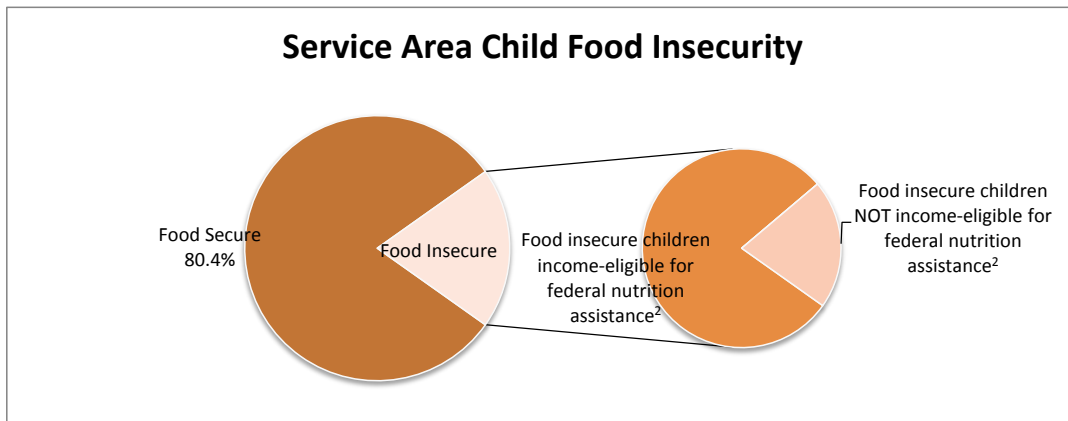 Service Area Child Food Insecurity
Food Secure
80.4%
Food Insecure
Food insecure children
income-eligible for
federal nutrition
assistance²
Food insecure children
NOT income-eligible for
federal nutrition
assistance²